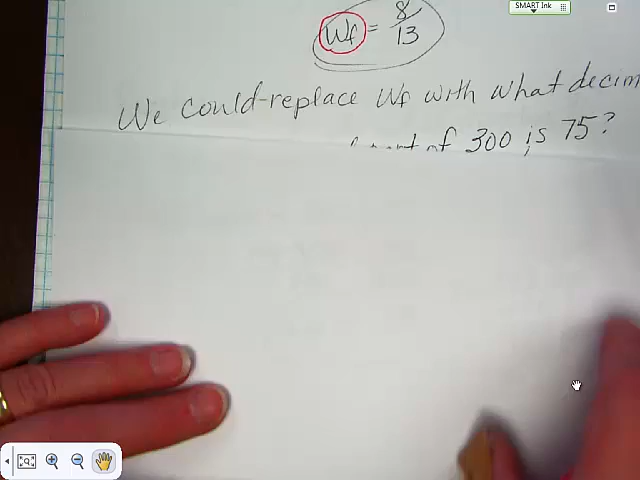 SMART Ink
Wf = 8/13
We could replace Wf with what decim
of 300 is 75?